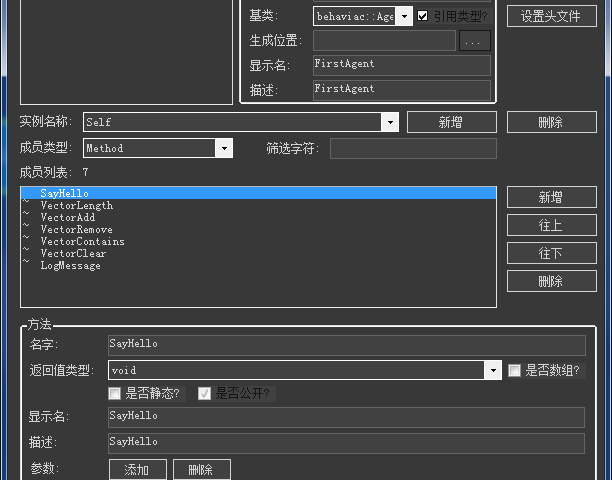 基类: behaviac::Age 引用类型? 设置头文件
生成位置: ...
显示名: FirstAgent
描述: FirstAgent
实例名称: Self 新增 删除
成员类型: Method 筛选字符:
成员列表: 7
SayHello
~ VectorLength 新增
~ VectorAdd
~ VectorRemove 往上
~ VectorContains
~ VectorClear 往下
~ LogMessage
删除
方法
名字: SayHello
返回值类型: void 是否数组?
是否静态? 是否公开?
显示名: SayHello
描述: SayHello
参数: 添加 删除